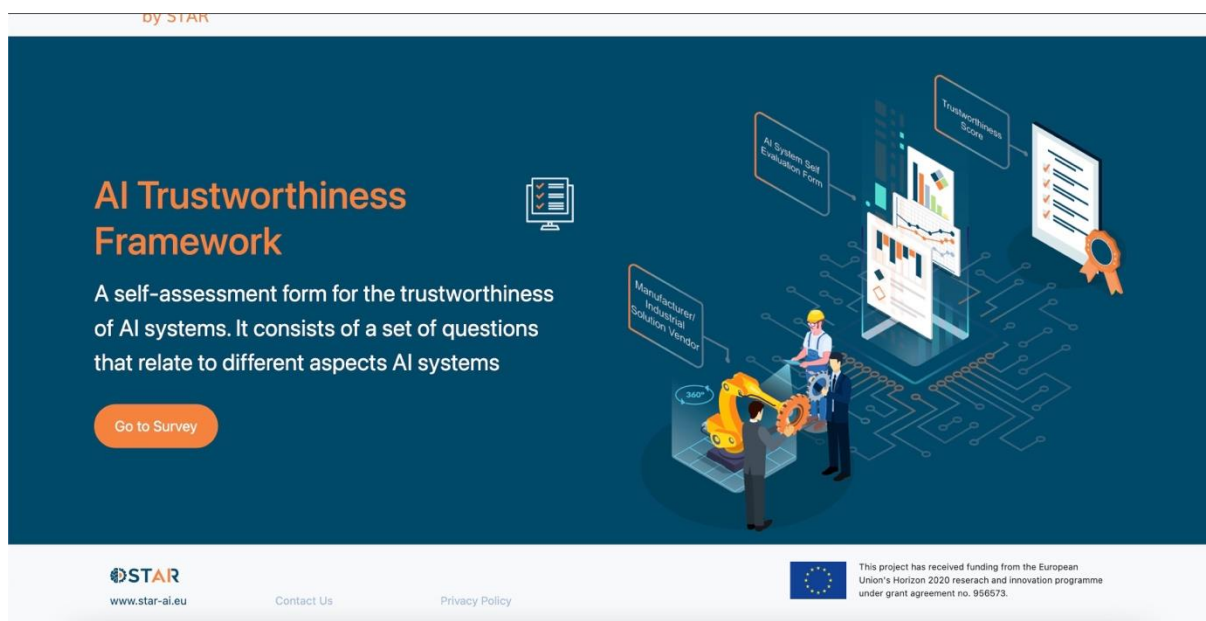 by STAR
AI Trustworthiness
Framework
A self-assessment form for the trustworthiness
of AI systems. It consists of a set of questions
that relate to different aspects AI systems
Go to Survey
Trustworthiness
Score
AI System Self
Evaluation Form
Manufacturer/
Industrial
Solution Vendor
360°
STAR
www.star-ai.eu
Contact Us
Privacy Policy
This project has received funding from the European
Union's Horizon 2020 reserach and innovation programme
under grant agreement no. 956573.